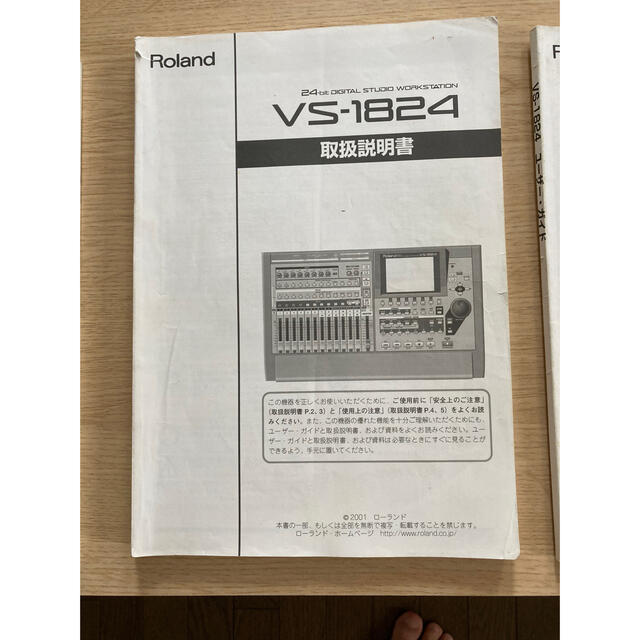 Roland
24-bit DIGITAL STUDIO WORKSTATION
VS-1824
取扱説明書
Roland
この機器を正しくお使いいただくために、ご使用前に「安全上のご注意」
（取扱説明書 P.2、3）と「使用上の注意」（取扱説明書 P.4、5）をよくお読
みください。また、この機器の優れた機能を十分ご理解いただくためにも、
ユーザー・ガイドと取扱説明書、および資料をよくお読みください。ユー
ザー・ガイドと取扱説明書、および資料は必要なときにすぐに見ることが
できるよう、手元に置いてください。
©2001 ローランド
本書の一部、もしくは全部を無断で複写・転載することを禁じます。
ローランド・ホームページ http://www.roland.co.jp/
VS-1824 ユーザー・ガイド